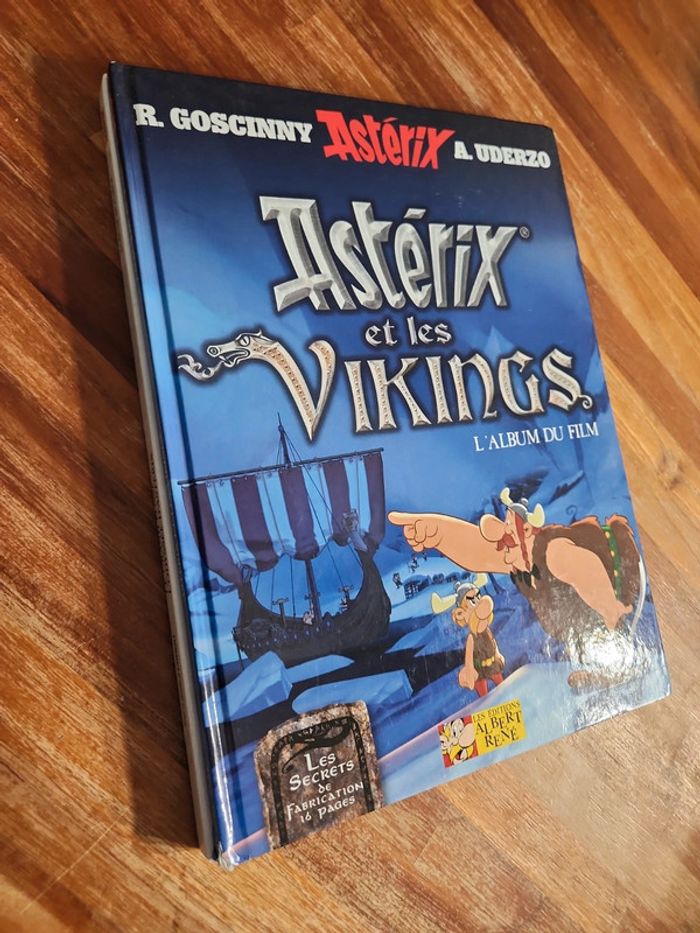 R. GOSCINNY Astérix A. UDERZO
Astérix®
et les
VIKINGS
L'ALBUM DU FILM
LES ÉDITIONS
ALBERT
RENÉ
LES
SECRETS
DE
FABRICATION
16 PAGES